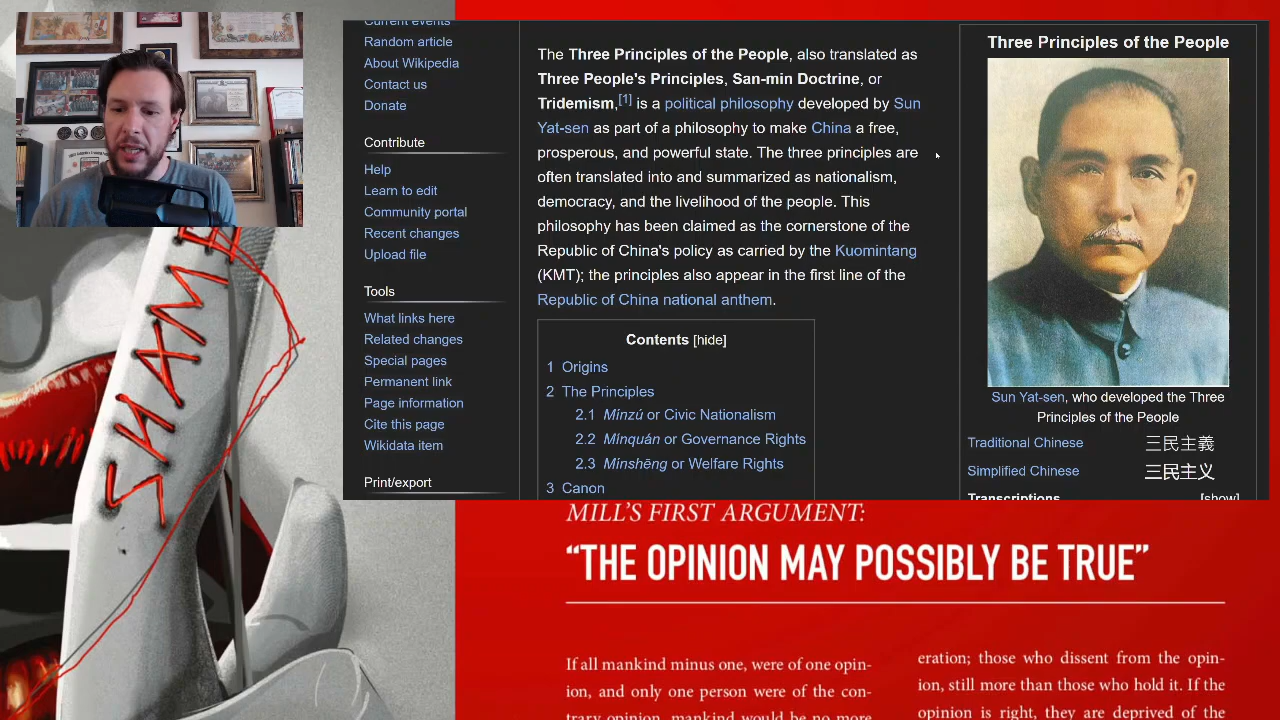 Current events
Random article
About Wikipedia
Contact us
Donate
Contribute
Help
Learn to edit
Community portal
Recent changes
Upload file
Tools
What links here
Related changes
Special pages
Permanent link
Page information
Cite this page
Wikidata item
Print/export
The Three Principles of the People, also translated as
Three People's Principles, San-min Doctrine, or
Tridemism,[1] is a political philosophy developed by Sun
Yat-sen as part of a philosophy to make China a free,
prosperous, and powerful state. The three principles are
often translated into and summarized as nationalism,
democracy, and the livelihood of the people. This
philosophy has been claimed as the cornerstone of the
Republic of China's policy as carried by the Kuomintang
(KMT); the principles also appear in the first line of the
Republic of China national anthem.
Contents [hide]
1 Origins
2 The Principles
2.1 Mínzú or Civic Nationalism
2.2 Mínquán or Governance Rights
2.3 Mínshēng or Welfare Rights
3 Canon
Three Principles of the People
Sun Yat-sen, who developed the Three
Principles of the People
Traditional Chinese 三民主義
Simplified Chinese 三民主义
Transcriptions [show]
MILL'S FIRST ARGUMENT:
“THE OPINION MAY POSSIBLY BE TRUE”
If all mankind minus one, were of one opin-
ion, and only one person were of the con-
trary opinion, mankind would be no more
eration; those who dissent from the opin-
ion, still more than those who hold it. If the
opinion is right, they are deprived of the